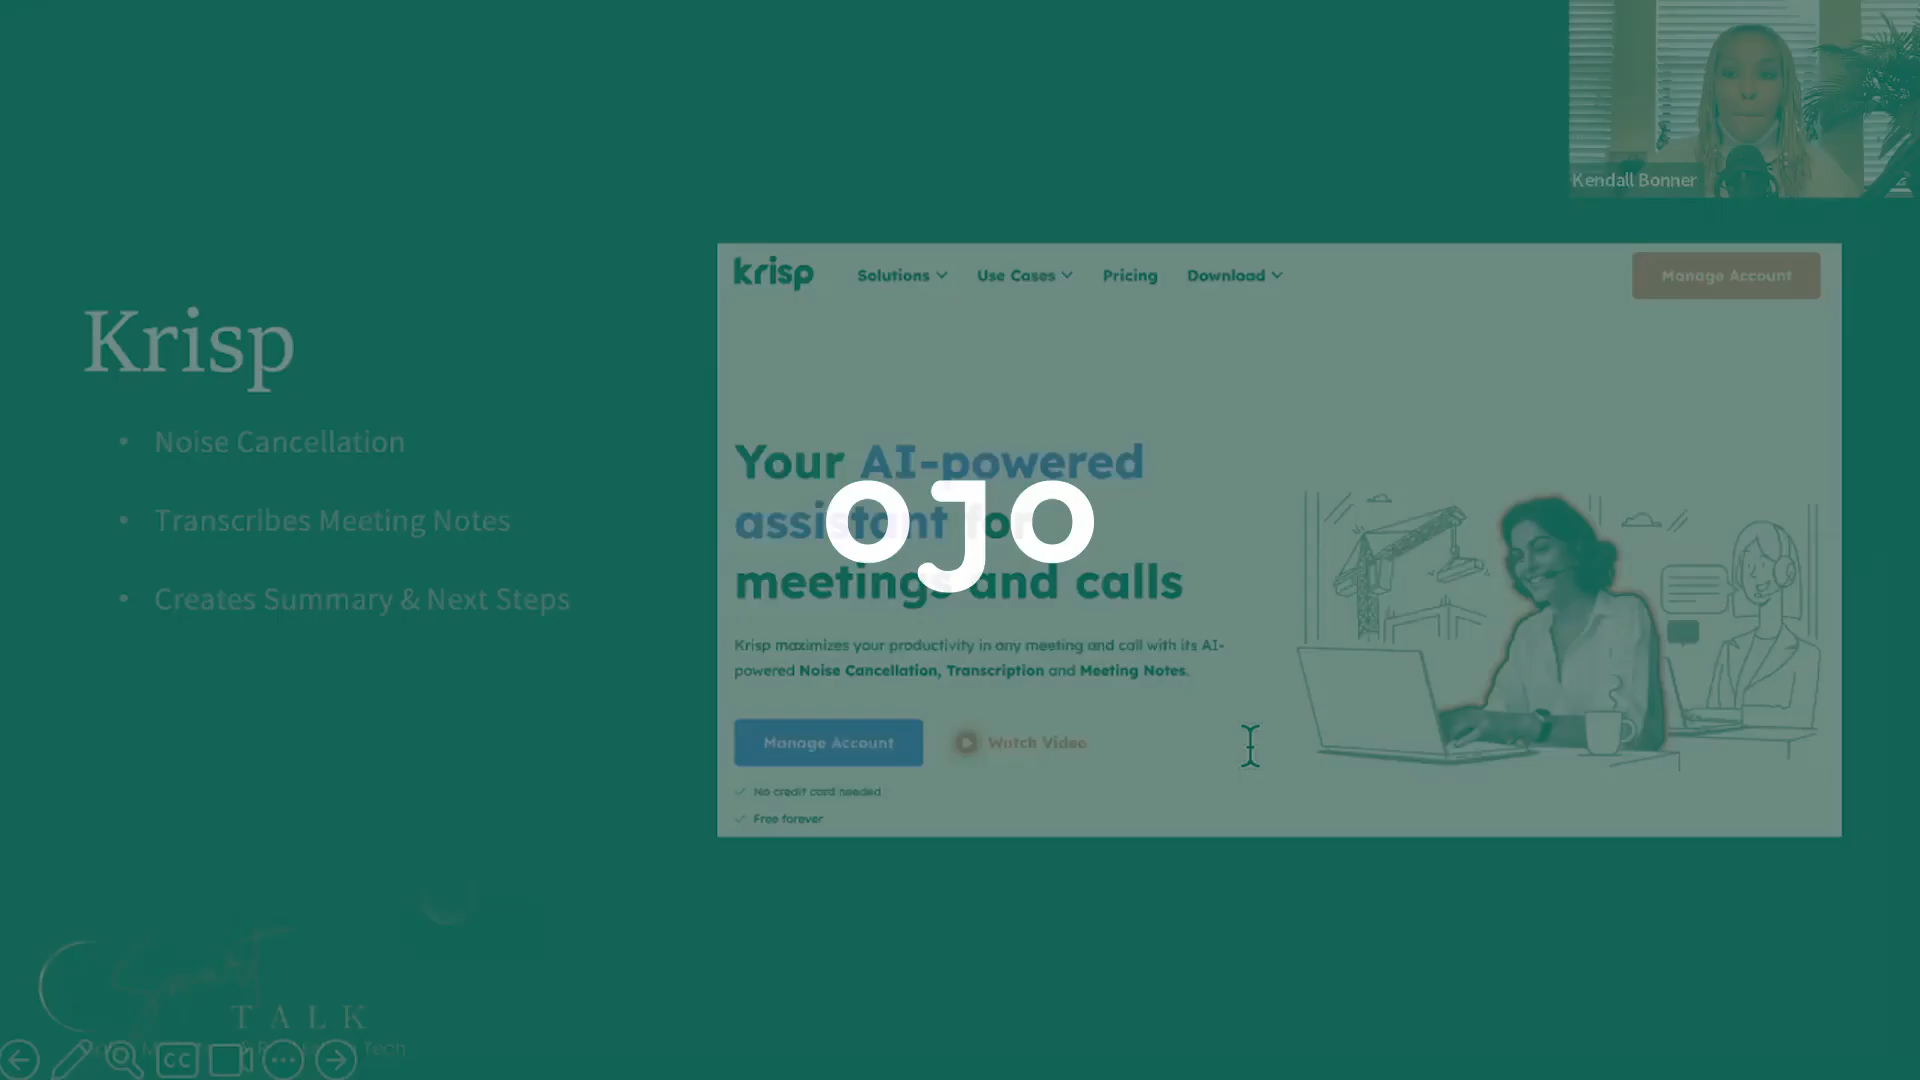 Kendall Bonner
Krisp
• Noise Cancellation
• Transcribes Meeting Notes
• Creates Summary & Next Steps
krisp
Solutions
Use Cases
Pricing
Download
Manage Account
Your AI-powered
assistant for
meetings and calls
ojo
Krisp maximizes your productivity in any meeting and call with its AI-
powered Noise Cancellation, Transcription and Meeting Notes.
Manage Account
Watch Video
No credit card needed
Free forever
Smart
TALK
Tech
CC